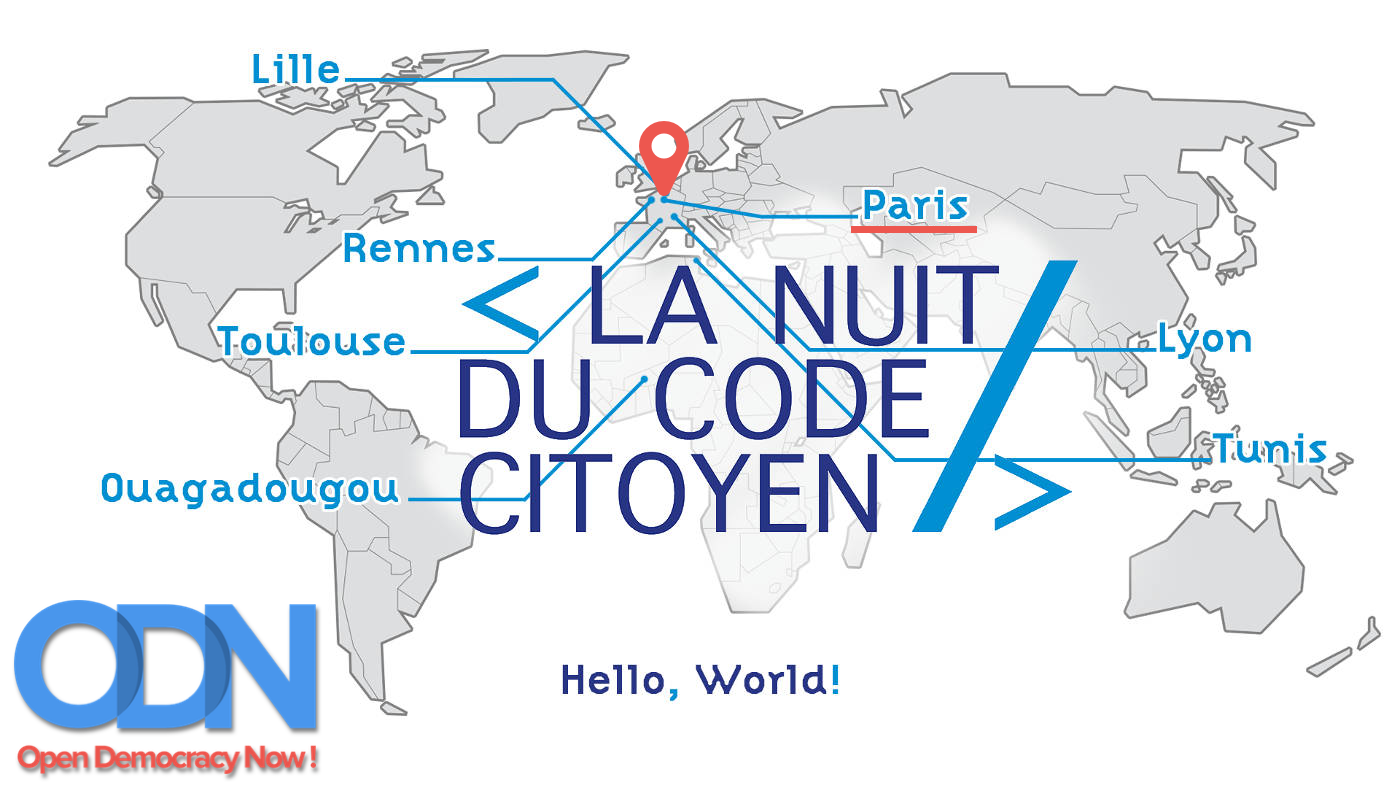 Lille
Paris
Rennes
< LA NUIT
Toulouse
Lyon
DU CODE
Tunis
Ouagadougou
CITOYEN />
Hello, World!
ODN
Open Democracy Now !